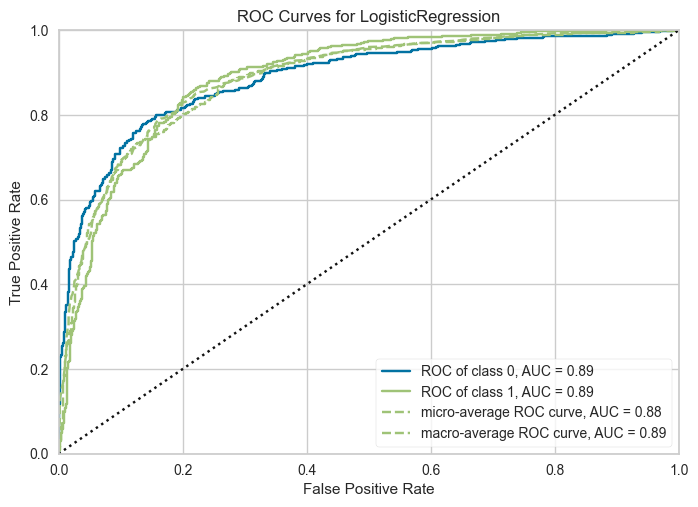 ROC Curves for LogisticRegression
1.0
0.8
0.6
0.4
0.2
0.0
True Positive Rate
ROC of class 0, AUC = 0.89
ROC of class 1, AUC = 0.89
micro-average ROC curve, AUC = 0.88
macro-average ROC curve, AUC = 0.89
0.0 0.2 0.4 0.6 0.8 1.0
False Positive Rate